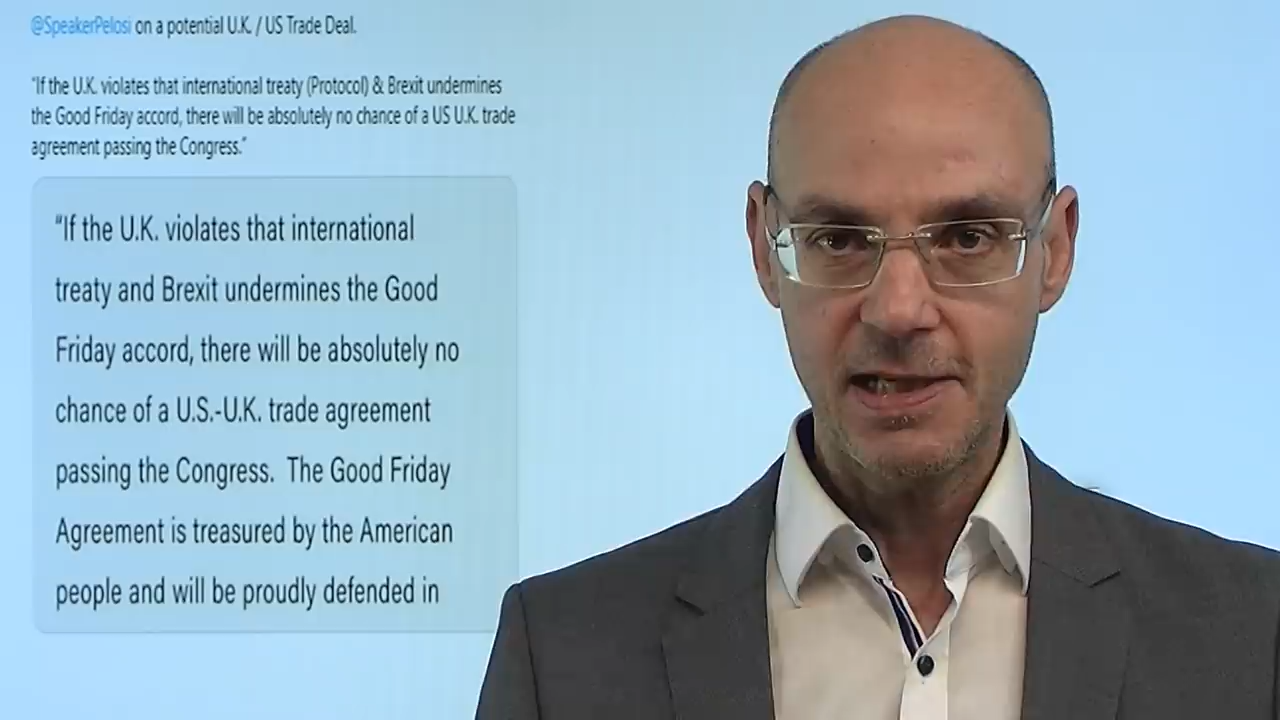 @SpeakerPelosi on a potential U.K. / US Trade Deal.
"If the U.K. violates that international treaty (Protocol) & Brexit undermines
the Good Friday accord, there will be absolutely no chance of a US U.K. trade
agreement passing the Congress."
"If the U.K. violates that international
treaty and Brexit undermines the Good
Friday accord, there will be absolutely no
chance of a U.S.-U.K. trade agreement
passing the Congress. The Good Friday
Agreement is treasured by the American
people and will be proudly defended in